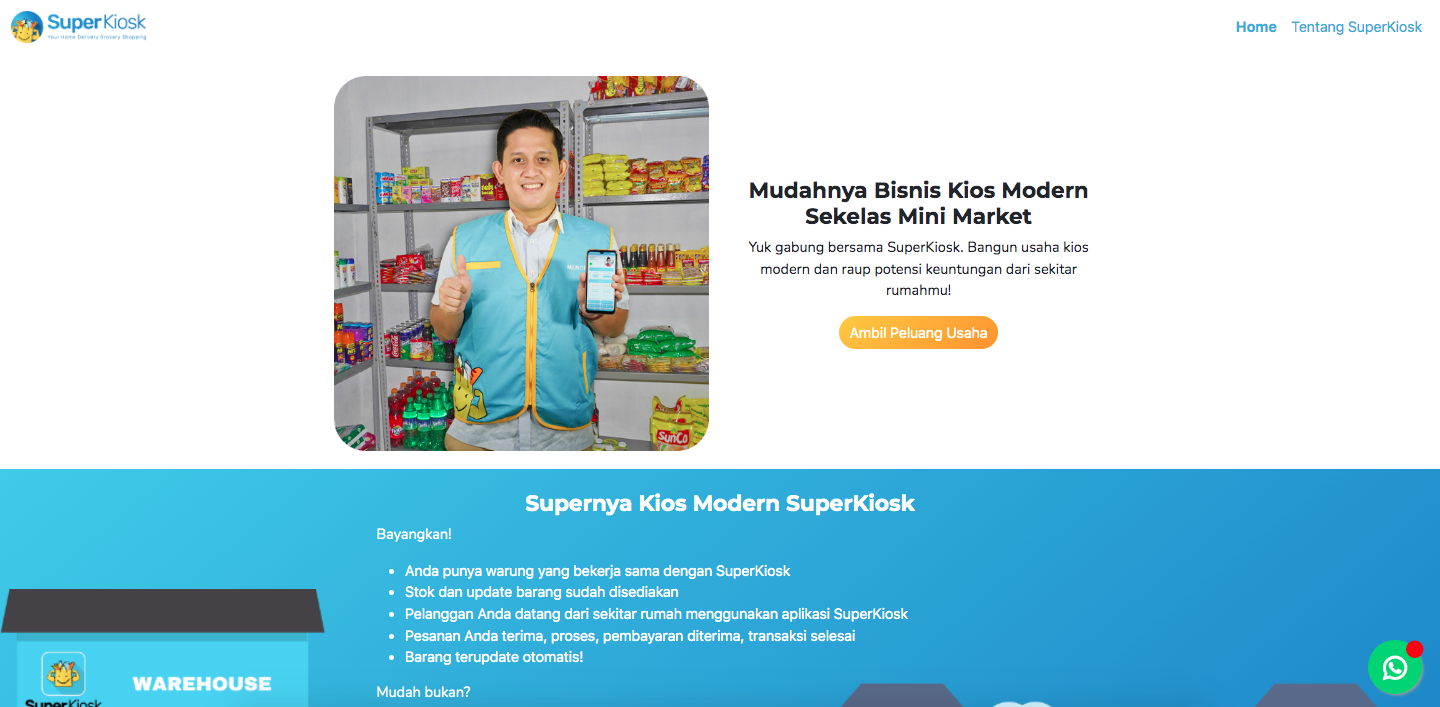 SuperKiosk
Your Home Delivery Grocery Shopping
Home
Tentang SuperKiosk
SunCo
Mudahnya Bisnis Kios Modern
Sekelas Mini Market
Yuk gabung bersama SuperKiosk. Bangun usaha kios
modern dan raup potensi keuntungan dari sekitar
rumahmu!
Ambil Peluang Usaha
Supernya Kios Modern SuperKiosk
Bayangkan!
Anda punya warung yang bekerja sama dengan SuperKiosk
Stok dan update barang sudah disediakan
Pelanggan Anda datang dari sekitar rumah menggunakan aplikasi SuperKiosk
Pesanan Anda terima, proses, pembayaran diterima, transaksi selesai
Barang terupdate otomatis!
Mudah bukan?
WAREHOUSE
SuperKiosk